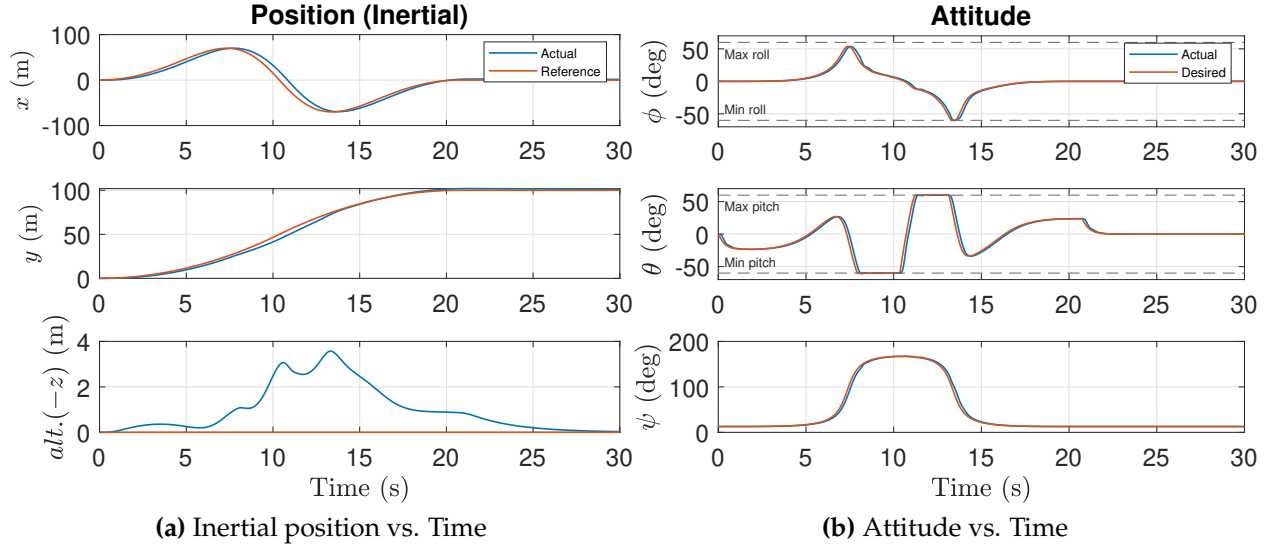 Position (Inertial)
100
0
-100
x (m)
Actual
Reference
0 5 10 15 20 25 30
100
50
0
y (m)
0 5 10 15 20 25 30
4
2
0
alt.(−z) (m)
0 5 10 15 20 25 30
Time (s)
(a) Inertial position vs. Time
Attitude
50
0
-50
ϕ (deg)
Max roll
Min roll
Actual
Desired
0 5 10 15 20 25 30
50
0
-50
θ (deg)
Max pitch
Min pitch
0 5 10 15 20 25 30
200
100
0
ψ (deg)
0 5 10 15 20 25 30
Time (s)
(b) Attitude vs. Time